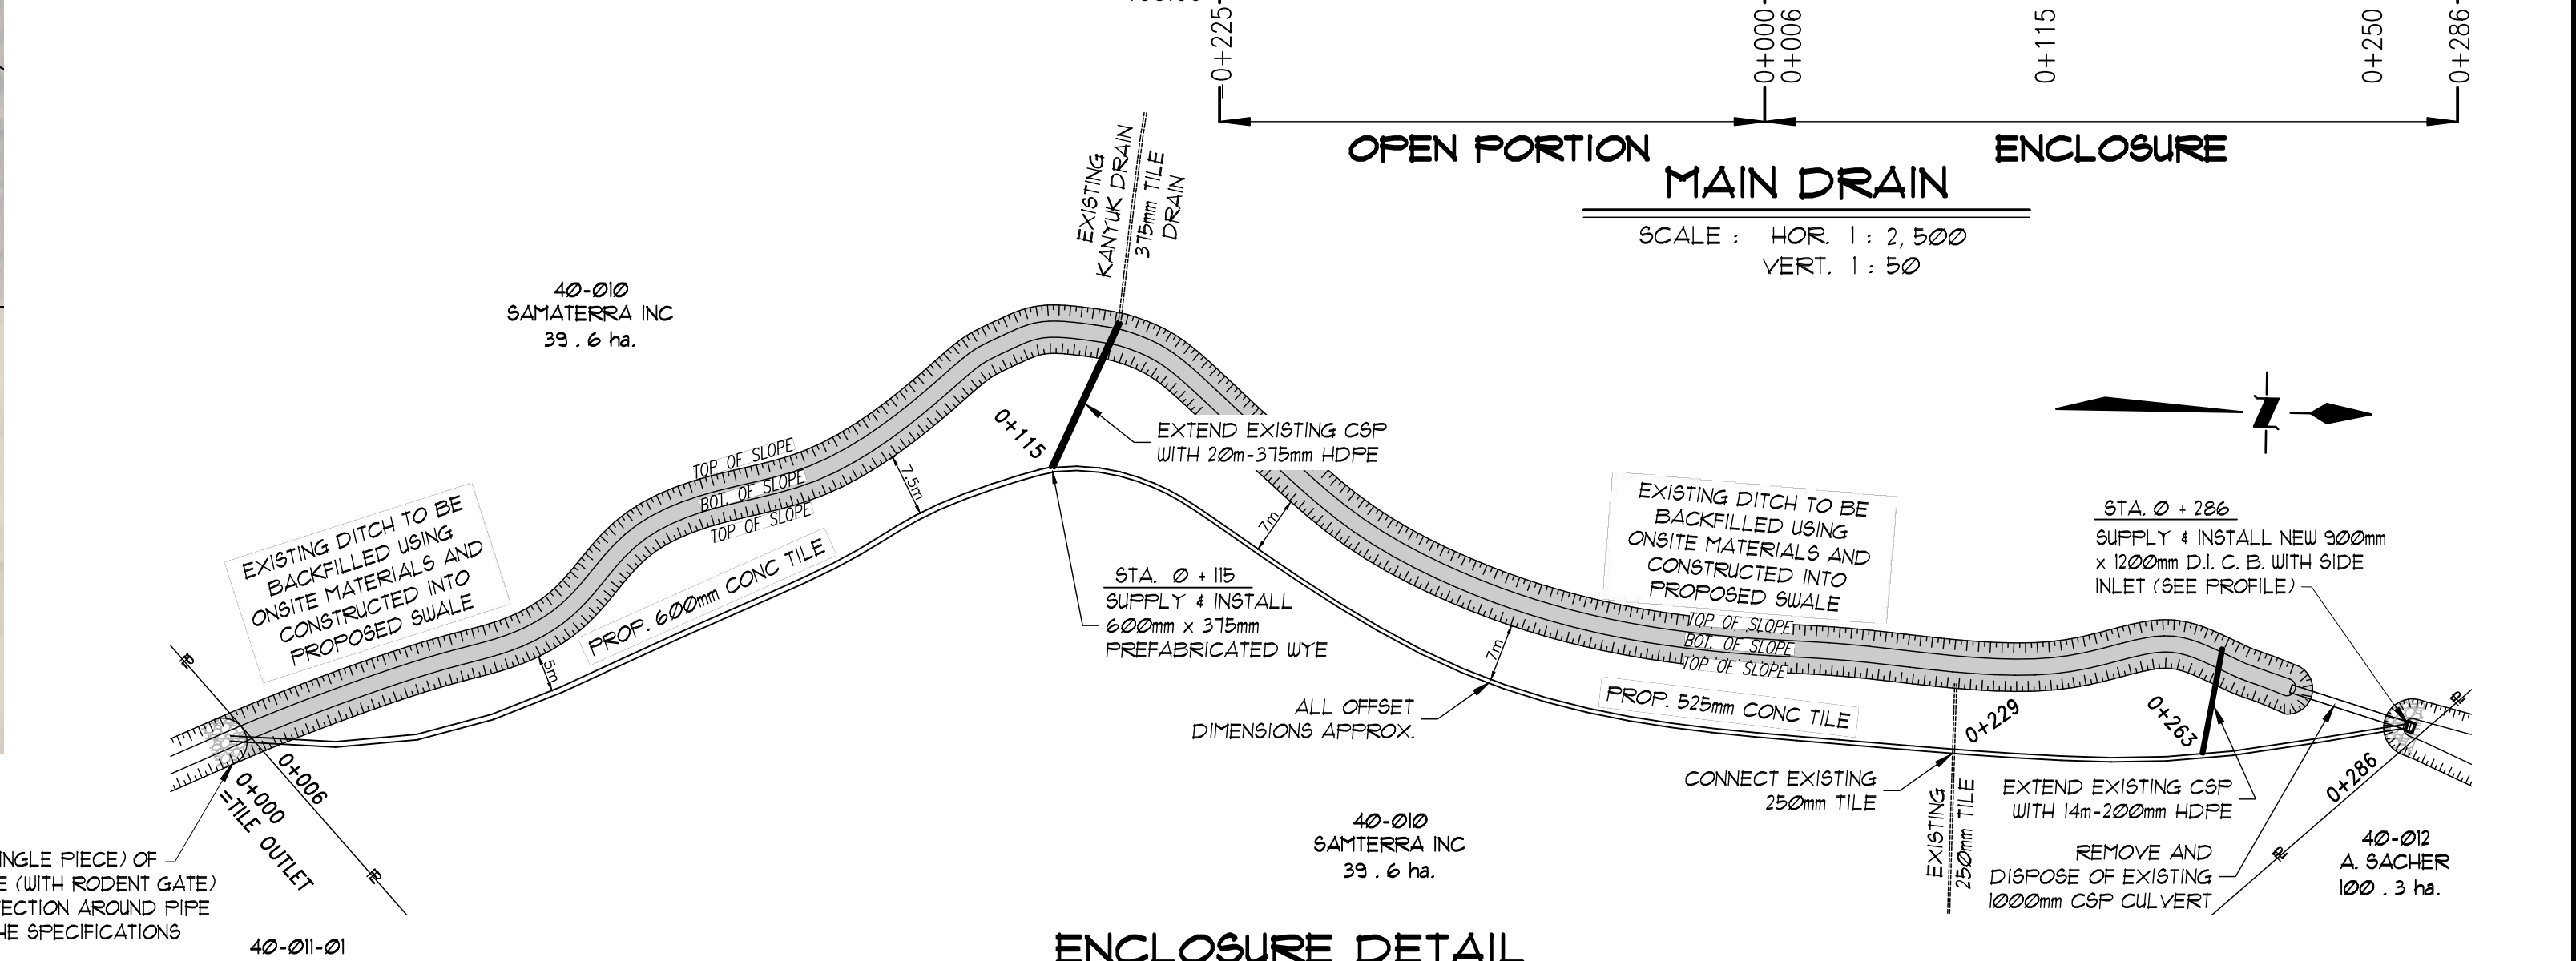 -0+225
0+000
0+006
0+115
0+250
0+286
OPEN PORTION
ENCLOSURE
MAIN DRAIN
SCALE : HOR. 1 : 2,500
VERT. 1 : 50
EXISTING
KANYUK DRAIN
375mm TILE
DRAIN
40-010
SAMATERRA INC
39 . 6 ha.
0+115
EXTEND EXISTING CSP
WITH 20m-375mm HDPE
TOP OF SLOPE
BOT. OF SLOPE
TOP OF SLOPE
7.5m
7m
EXISTING DITCH TO BE
BACKFILLED USING
ONSITE MATERIALS AND
CONSTRUCTED INTO
PROPOSED SWALE
PROP. 600mm CONC TILE
5m
STA. 0 + 115
SUPPLY & INSTALL
600mm x 375mm
PREFABRICATED WYE
EXISTING DITCH TO BE
BACKFILLED USING
ONSITE MATERIALS AND
CONSTRUCTED INTO
PROPOSED SWALE
STA. 0 + 286
SUPPLY & INSTALL NEW 900mm
x 1200mm D.I. C. B. WITH SIDE
INLET (SEE PROFILE)
TOP OF SLOPE
BOT. OF SLOPE
TOP OF SLOPE
7m
ALL OFFSET
DIMENSIONS APPROX.
PROP. 525mm CONC TILE
0+229
0+263
0+286
CONNECT EXISTING
250mm TILE
EXISTING
250mm TILE
EXTEND EXISTING CSP
WITH 14m-200mm HDPE
REMOVE AND
DISPOSE OF EXISTING
1000mm CSP CULVERT
40-012
A. SACHER
100 . 3 ha.
40-010
SAMTERRA INC
39 . 6 ha.
0+006
0+000
=TILE OUTLET
INGLE PIECE) OF
E (WITH RODENT GATE)
ECTION AROUND PIPE
HE SPECIFICATIONS
40-011-01
ENCLOSURE DETAIL